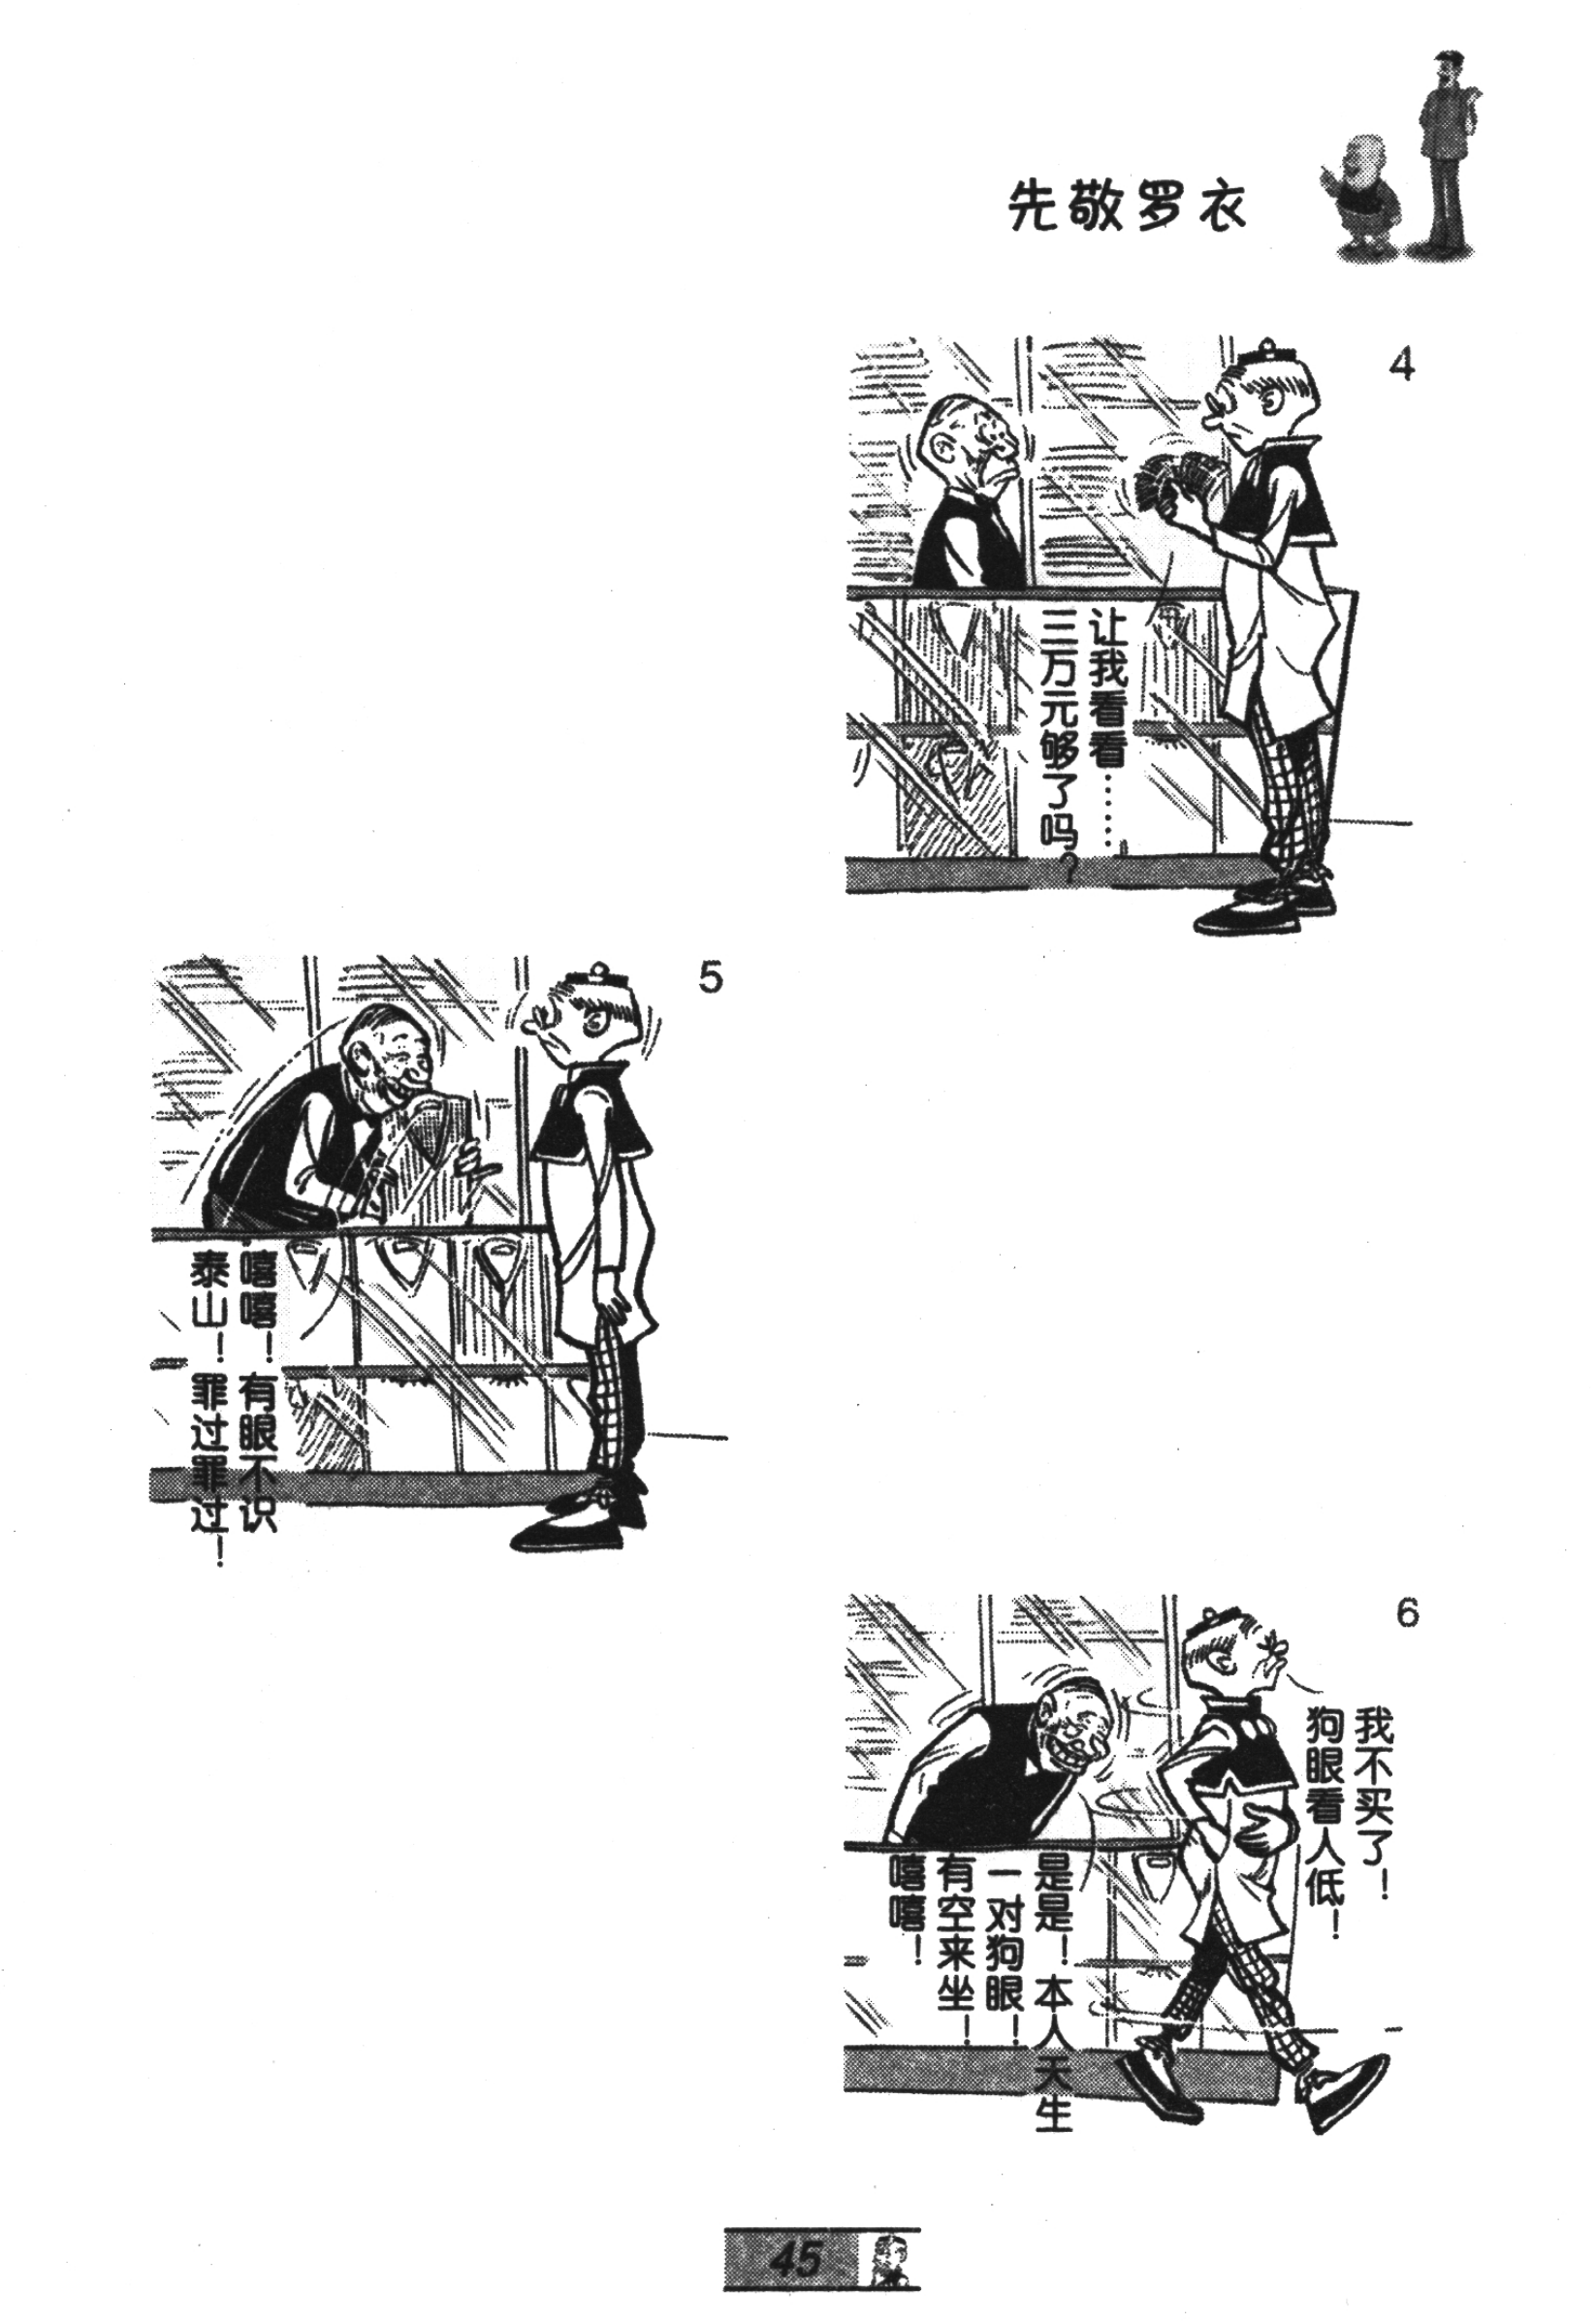 先敬罗衣
4
让我看看……
三万元够了吗？
5
嘻嘻！有眼不识
泰山！罪过罪过！
6
我不买了！
狗眼看人低！
是是！本人天生
一对狗眼！
有空来坐！
嘻嘻！
45